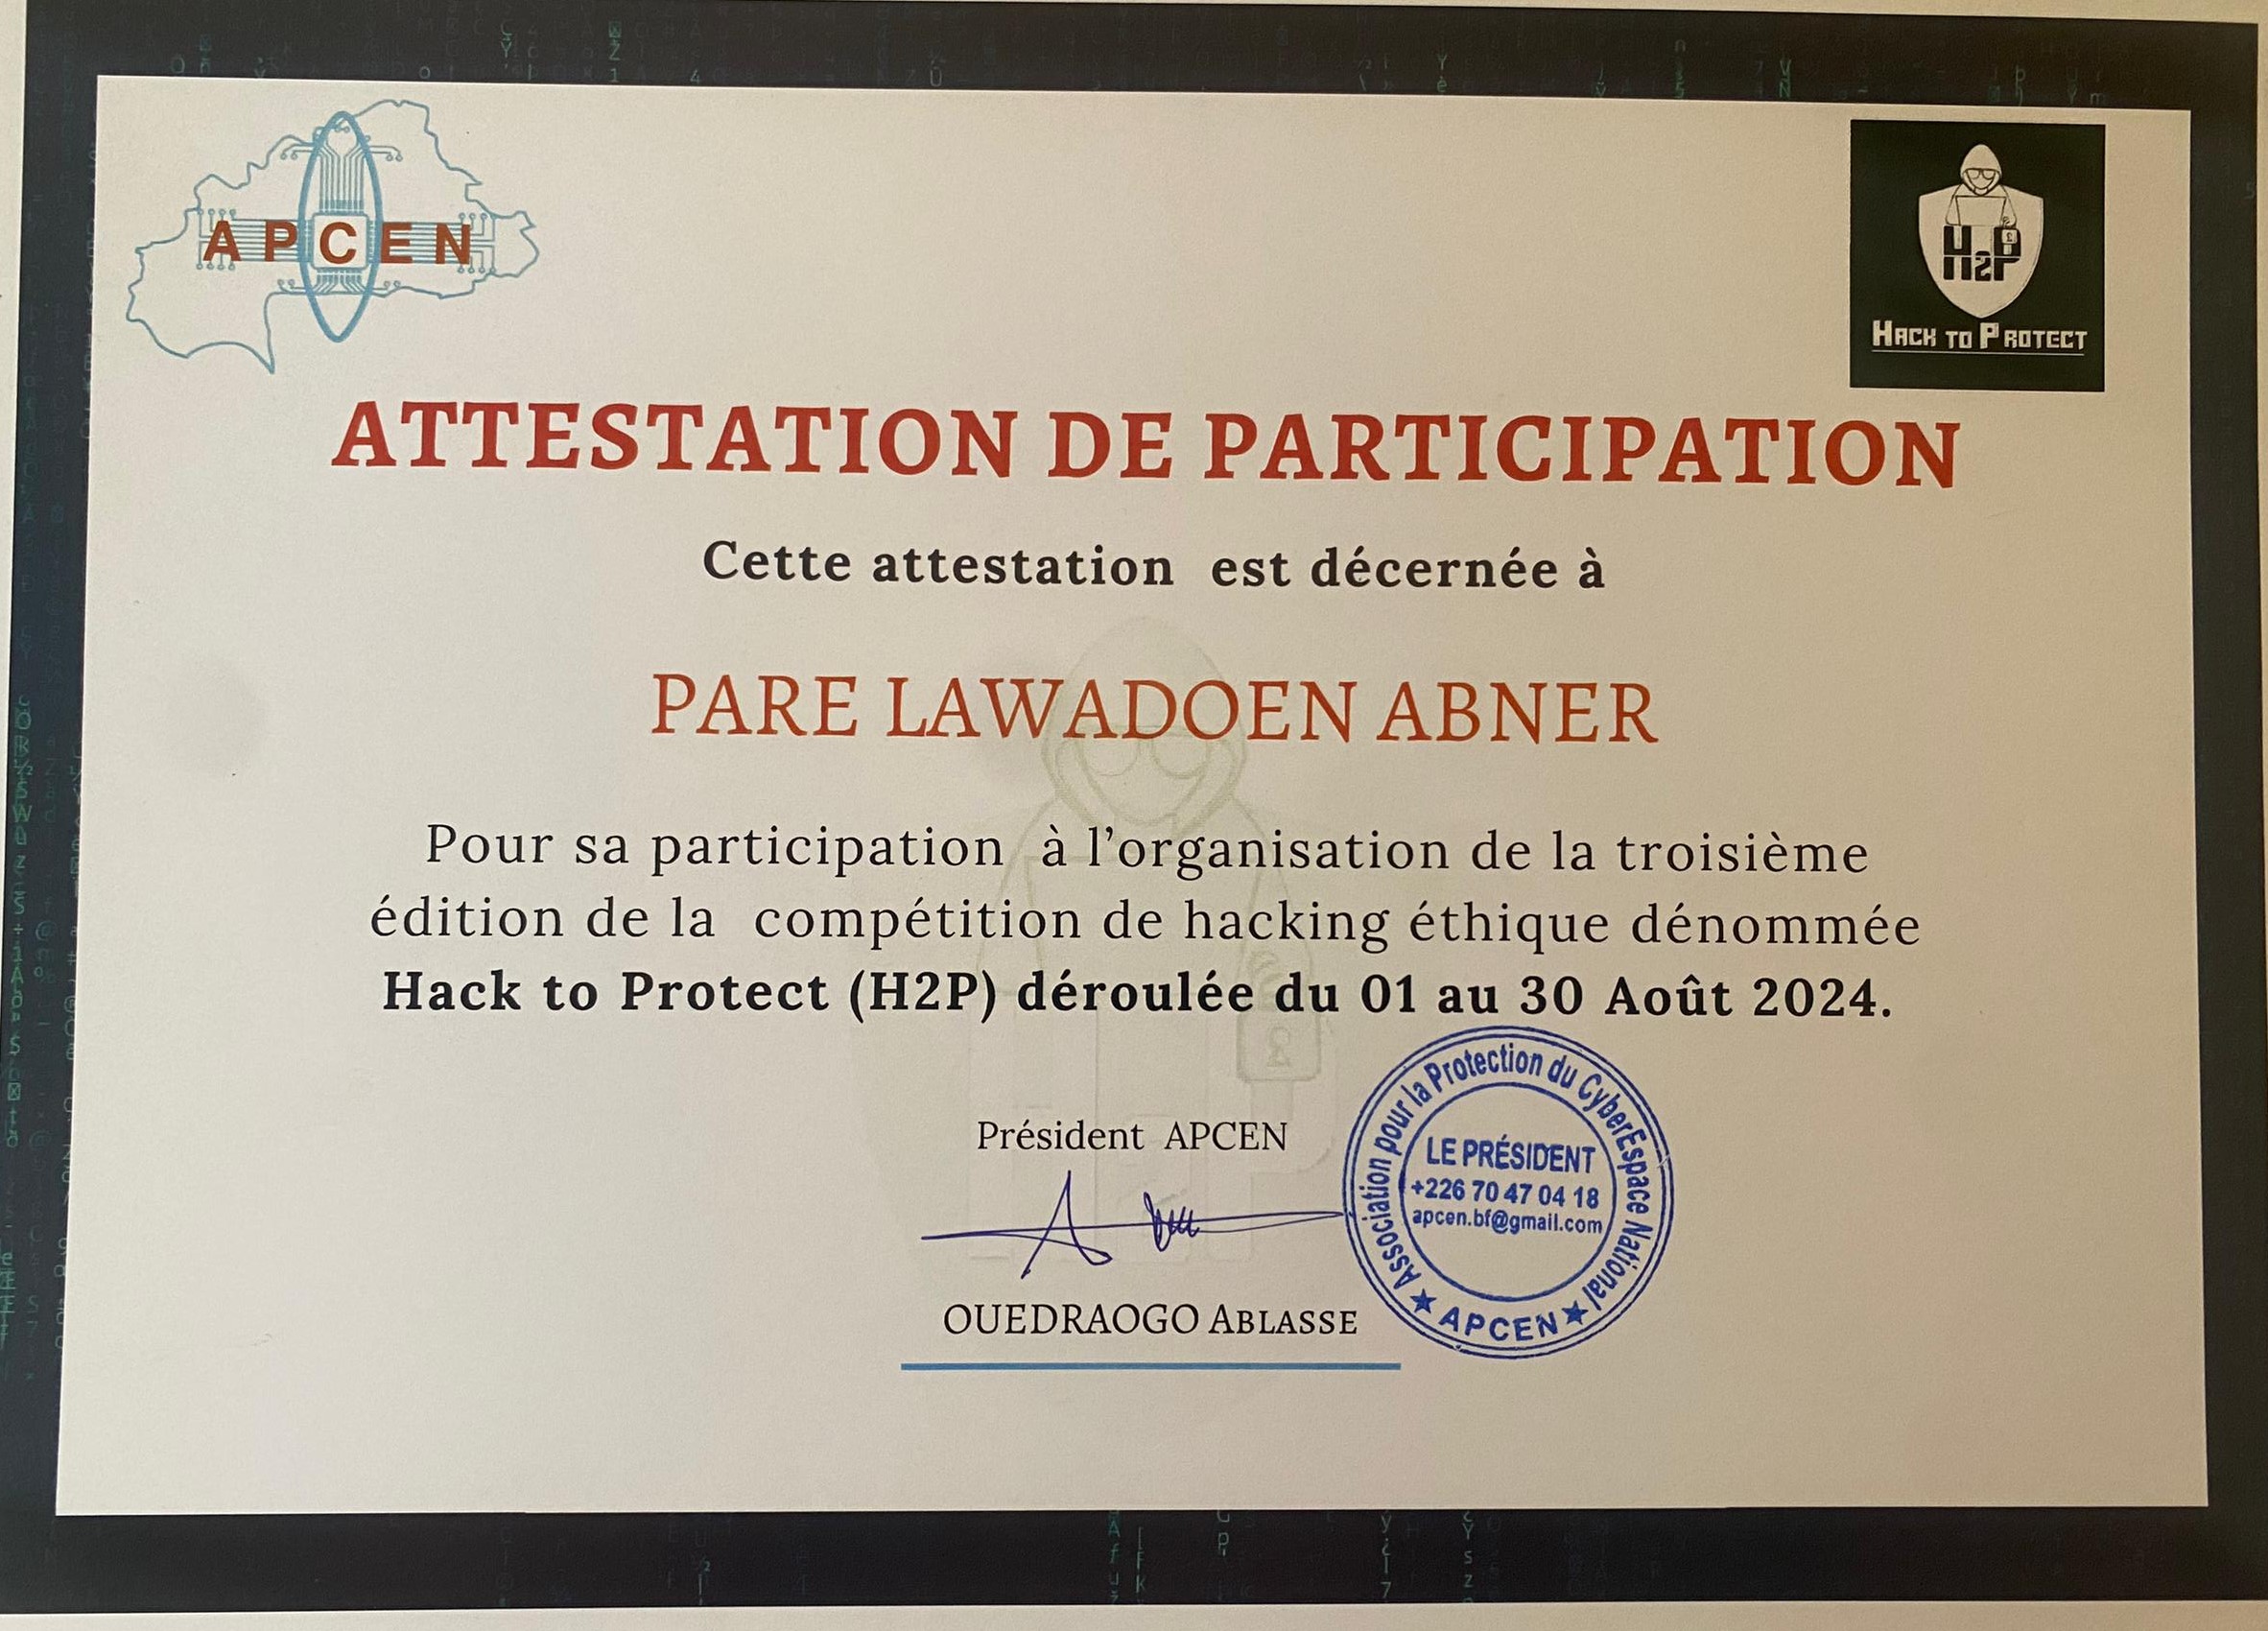 APCEN
H2P
HACK TO PROTECT
ATTESTATION DE PARTICIPATION
Cette attestation est décernée à
PARE LAWADOEN ABNER
Pour sa participation à l'organisation de la troisième
édition de la compétition de hacking éthique dénommée
Hack to Protect (H2P) déroulée du 01 au 30 Août 2024.
Président APCEN
Association pour la Protection du CyberEspace National
LE PRÉSIDENT
+226 70 47 04 18
apcen.bf@gmail.com
★ APCEN ★
OUEDRAOGO ABLASSE